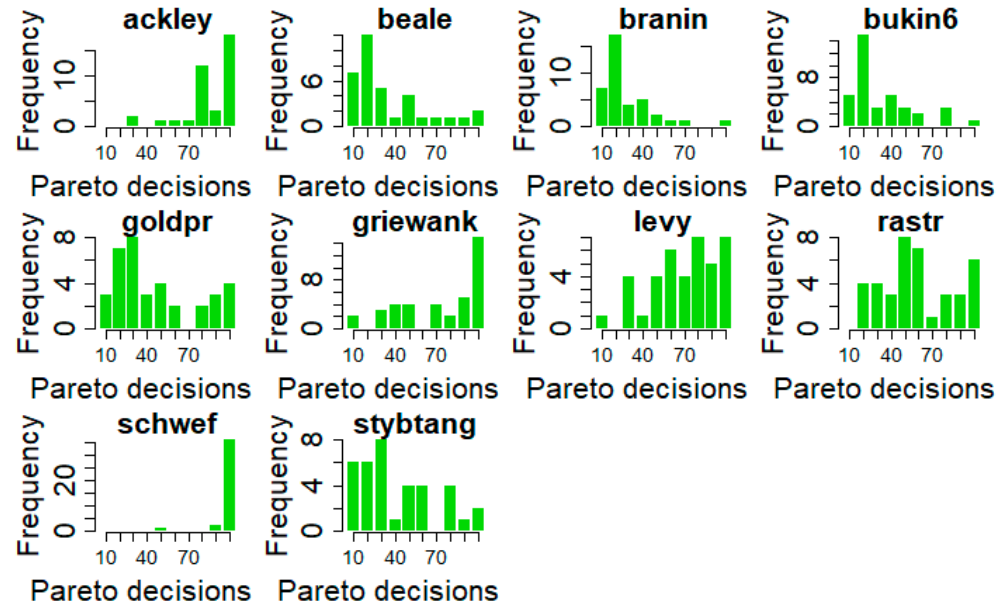 ackley beale branin bukin6
Frequency Frequency Frequency Frequency
0 10 0 6 0 10 0 8
10 40 70 10 40 70 10 40 70 10 40 70
Pareto decisions Pareto decisions Pareto decisions Pareto decisions
goldpr griewank levy rastr
Frequency Frequency Frequency Frequency
0 4 8 0 8 0 4 0 4 8
10 40 70 10 40 70 10 40 70 10 40 70
Pareto decisions Pareto decisions Pareto decisions Pareto decisions
schwef stybtang
Frequency Frequency
0 20 0 4 8
10 40 70 10 40 70
Pareto decisions Pareto decisions